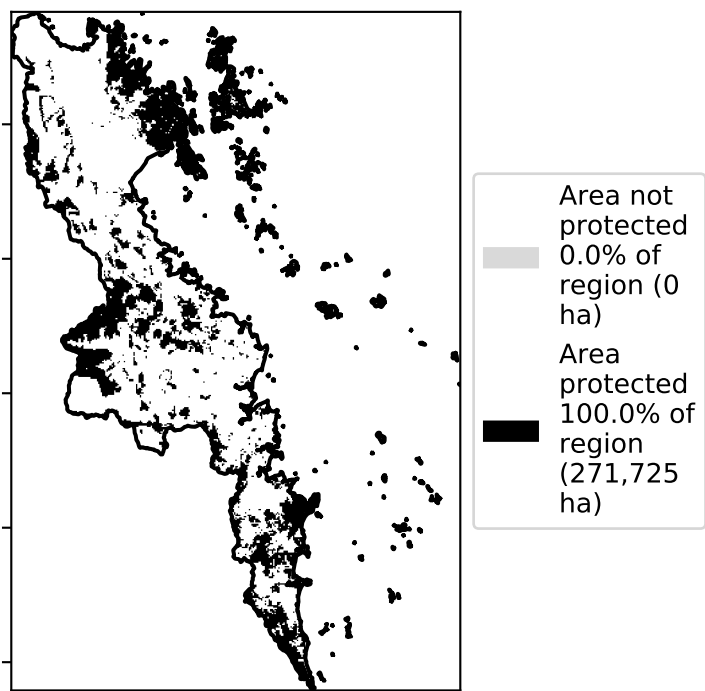 Area not
protected
0.0% of
region (0
ha)
Area
protected
100.0% of
region
(271,725
ha)